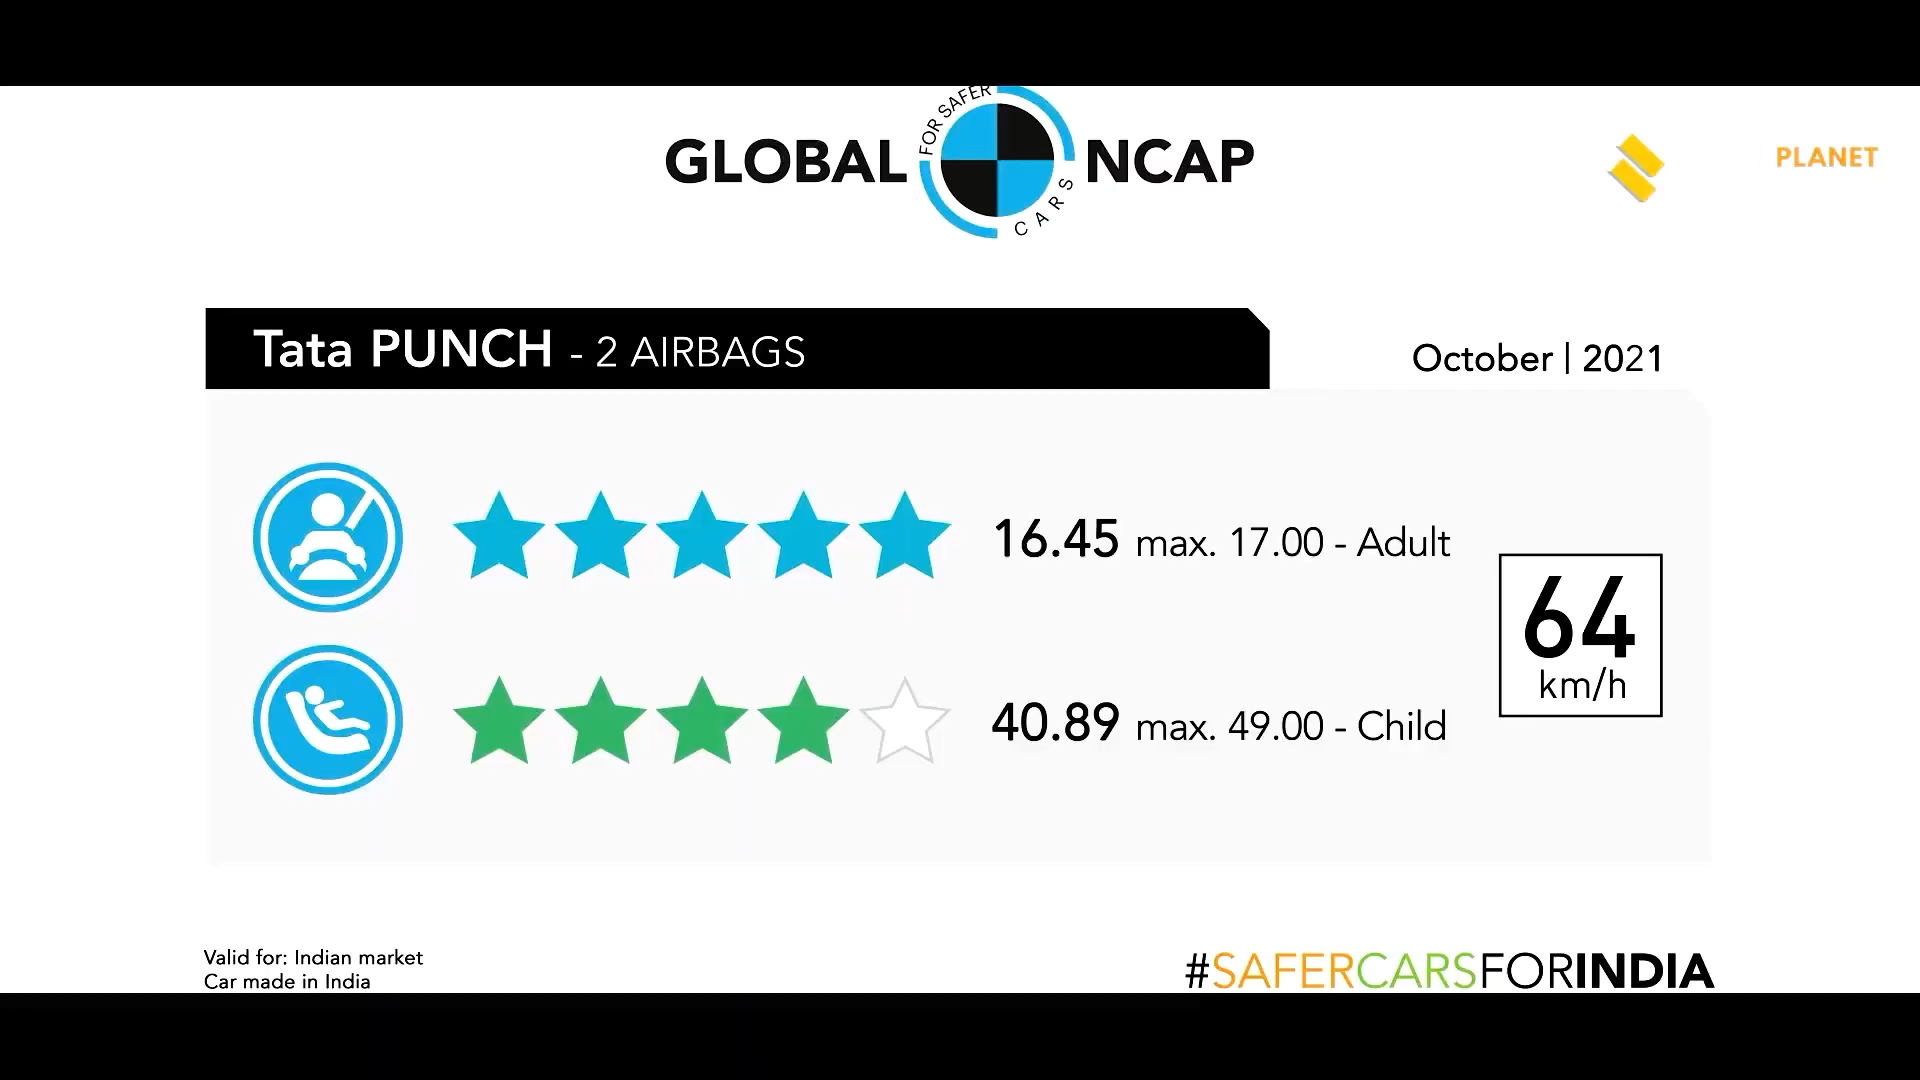 GLOBAL FOR SAFER CARS NCAP
PLANET
Tata PUNCH - 2 AIRBAGS
October | 2021
16.45 max. 17.00 - Adult
64
km/h
40.89 max. 49.00 - Child
Valid for: Indian market
Car made in India
#SAFERCARSFORINDIA